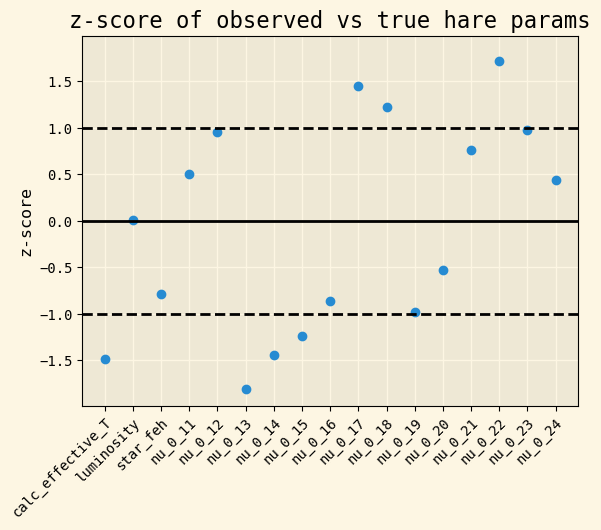 z-score of observed vs true hare params
z-score
1.5
1.0
0.5
0.0
−0.5
−1.0
−1.5
calc_effective_T
luminosity
star_feh
nu_0_11
nu_0_12
nu_0_13
nu_0_14
nu_0_15
nu_0_16
nu_0_17
nu_0_18
nu_0_19
nu_0_20
nu_0_21
nu_0_22
nu_0_23
nu_0_24